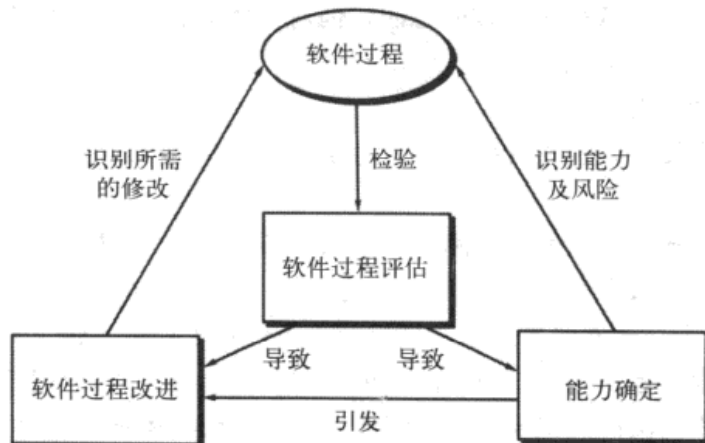 软件过程
识别所需
的修改
检验
识别能力
及风险
软件过程评估
导致
导致
软件过程改进
能力确定
引发